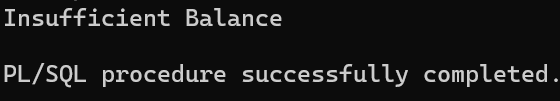 Insufficient Balance
PL/SQL procedure successfully completed.